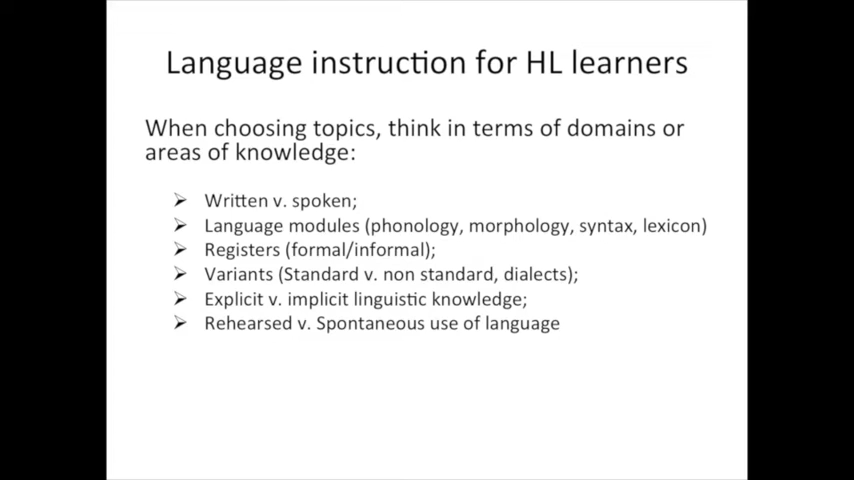 Language instruction for HL learners
When choosing topics, think in terms of domains or
areas of knowledge:
➢ Written v. spoken;
➢ Language modules (phonology, morphology, syntax, lexicon)
➢ Registers (formal/informal);
➢ Variants (Standard v. non standard, dialects);
➢ Explicit v. implicit linguistic knowledge;
➢ Rehearsed v. Spontaneous use of language